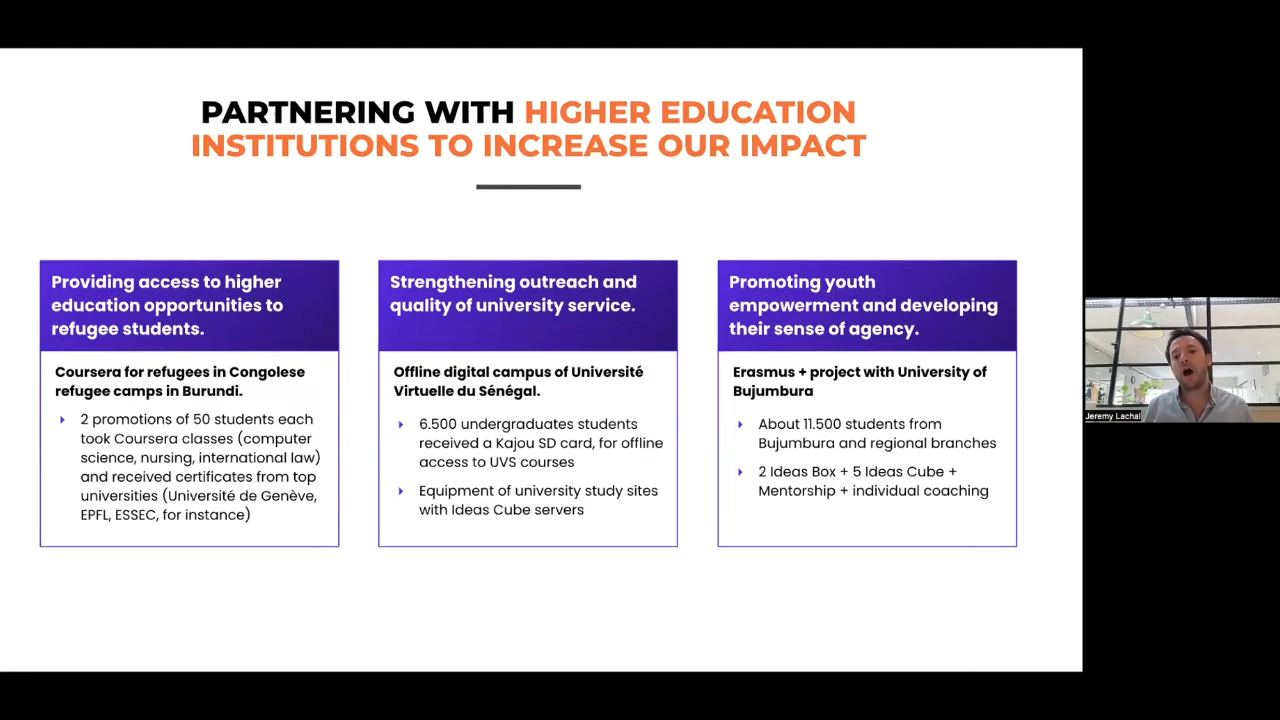 PARTNERING WITH HIGHER EDUCATION
INSTITUTIONS TO INCREASE OUR IMPACT
Providing access to higher
education opportunities to
refugee students.
Coursera for refugees in Congolese
refugee camps in Burundi.
2 promotions of 50 students each
took Coursera classes (computer
science, nursing, international law)
and received certificates from top
universities (Université de Genève,
EPFL, ESSEC, for instance)
Strengthening outreach and
quality of university service.
Offline digital campus of Université
Virtuelle du Sénégal.
6.500 undergraduates students
received a Kajou SD card, for offline
access to UVS courses
Equipment of university study sites
with Ideas Cube servers
Promoting youth
empowerment and developing
their sense of agency.
Erasmus + project with University of
Bujumbura
About 11.500 students from
Bujumbura and regional branches
2 Ideas Box + 5 Ideas Cube +
Mentorship + individual coaching
Jeremy Lachal